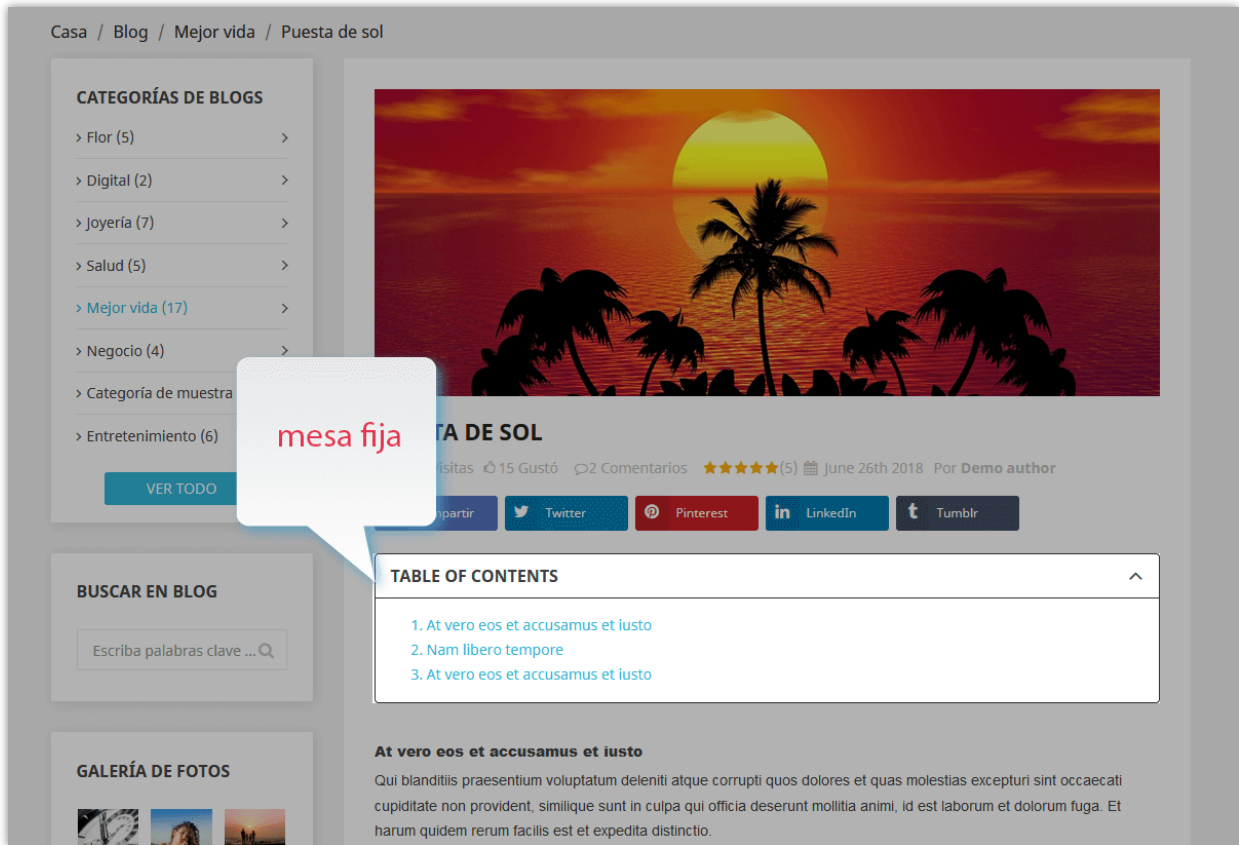 Casa / Blog / Mejor vida / Puesta de sol
CATEGORÍAS DE BLOGS
Flor (5)
Digital (2)
Joyería (7)
Salud (5)
Mejor vida (17)
Negocio (4)
Categoría de muestra
Entretenimiento (6)
VER TODO
BUSCAR EN BLOG
Escriba palabras clave ...
GALERÍA DE FOTOS
mesa fija
DE SOL
15 Gustó 2 Comentarios (5) June 26th 2018 Por Demo author
Twitter Pinterest in LinkedIn t Tumblr
TABLE OF CONTENTS
1. At vero eos et accusamus et iusto
2. Nam libero tempore
3. At vero eos et accusamus et iusto
At vero eos et accusamus et iusto
Qui blanditiis praesentium voluptatum deleniti atque corrupti quos dolores et quas molestias excepturi sint occaecati
cupiditate non provident, similique sunt in culpa qui officia deserunt mollitia animi, id est laborum et dolorum fuga. Et
harum quidem rerum facilis est et expedita distinctio.